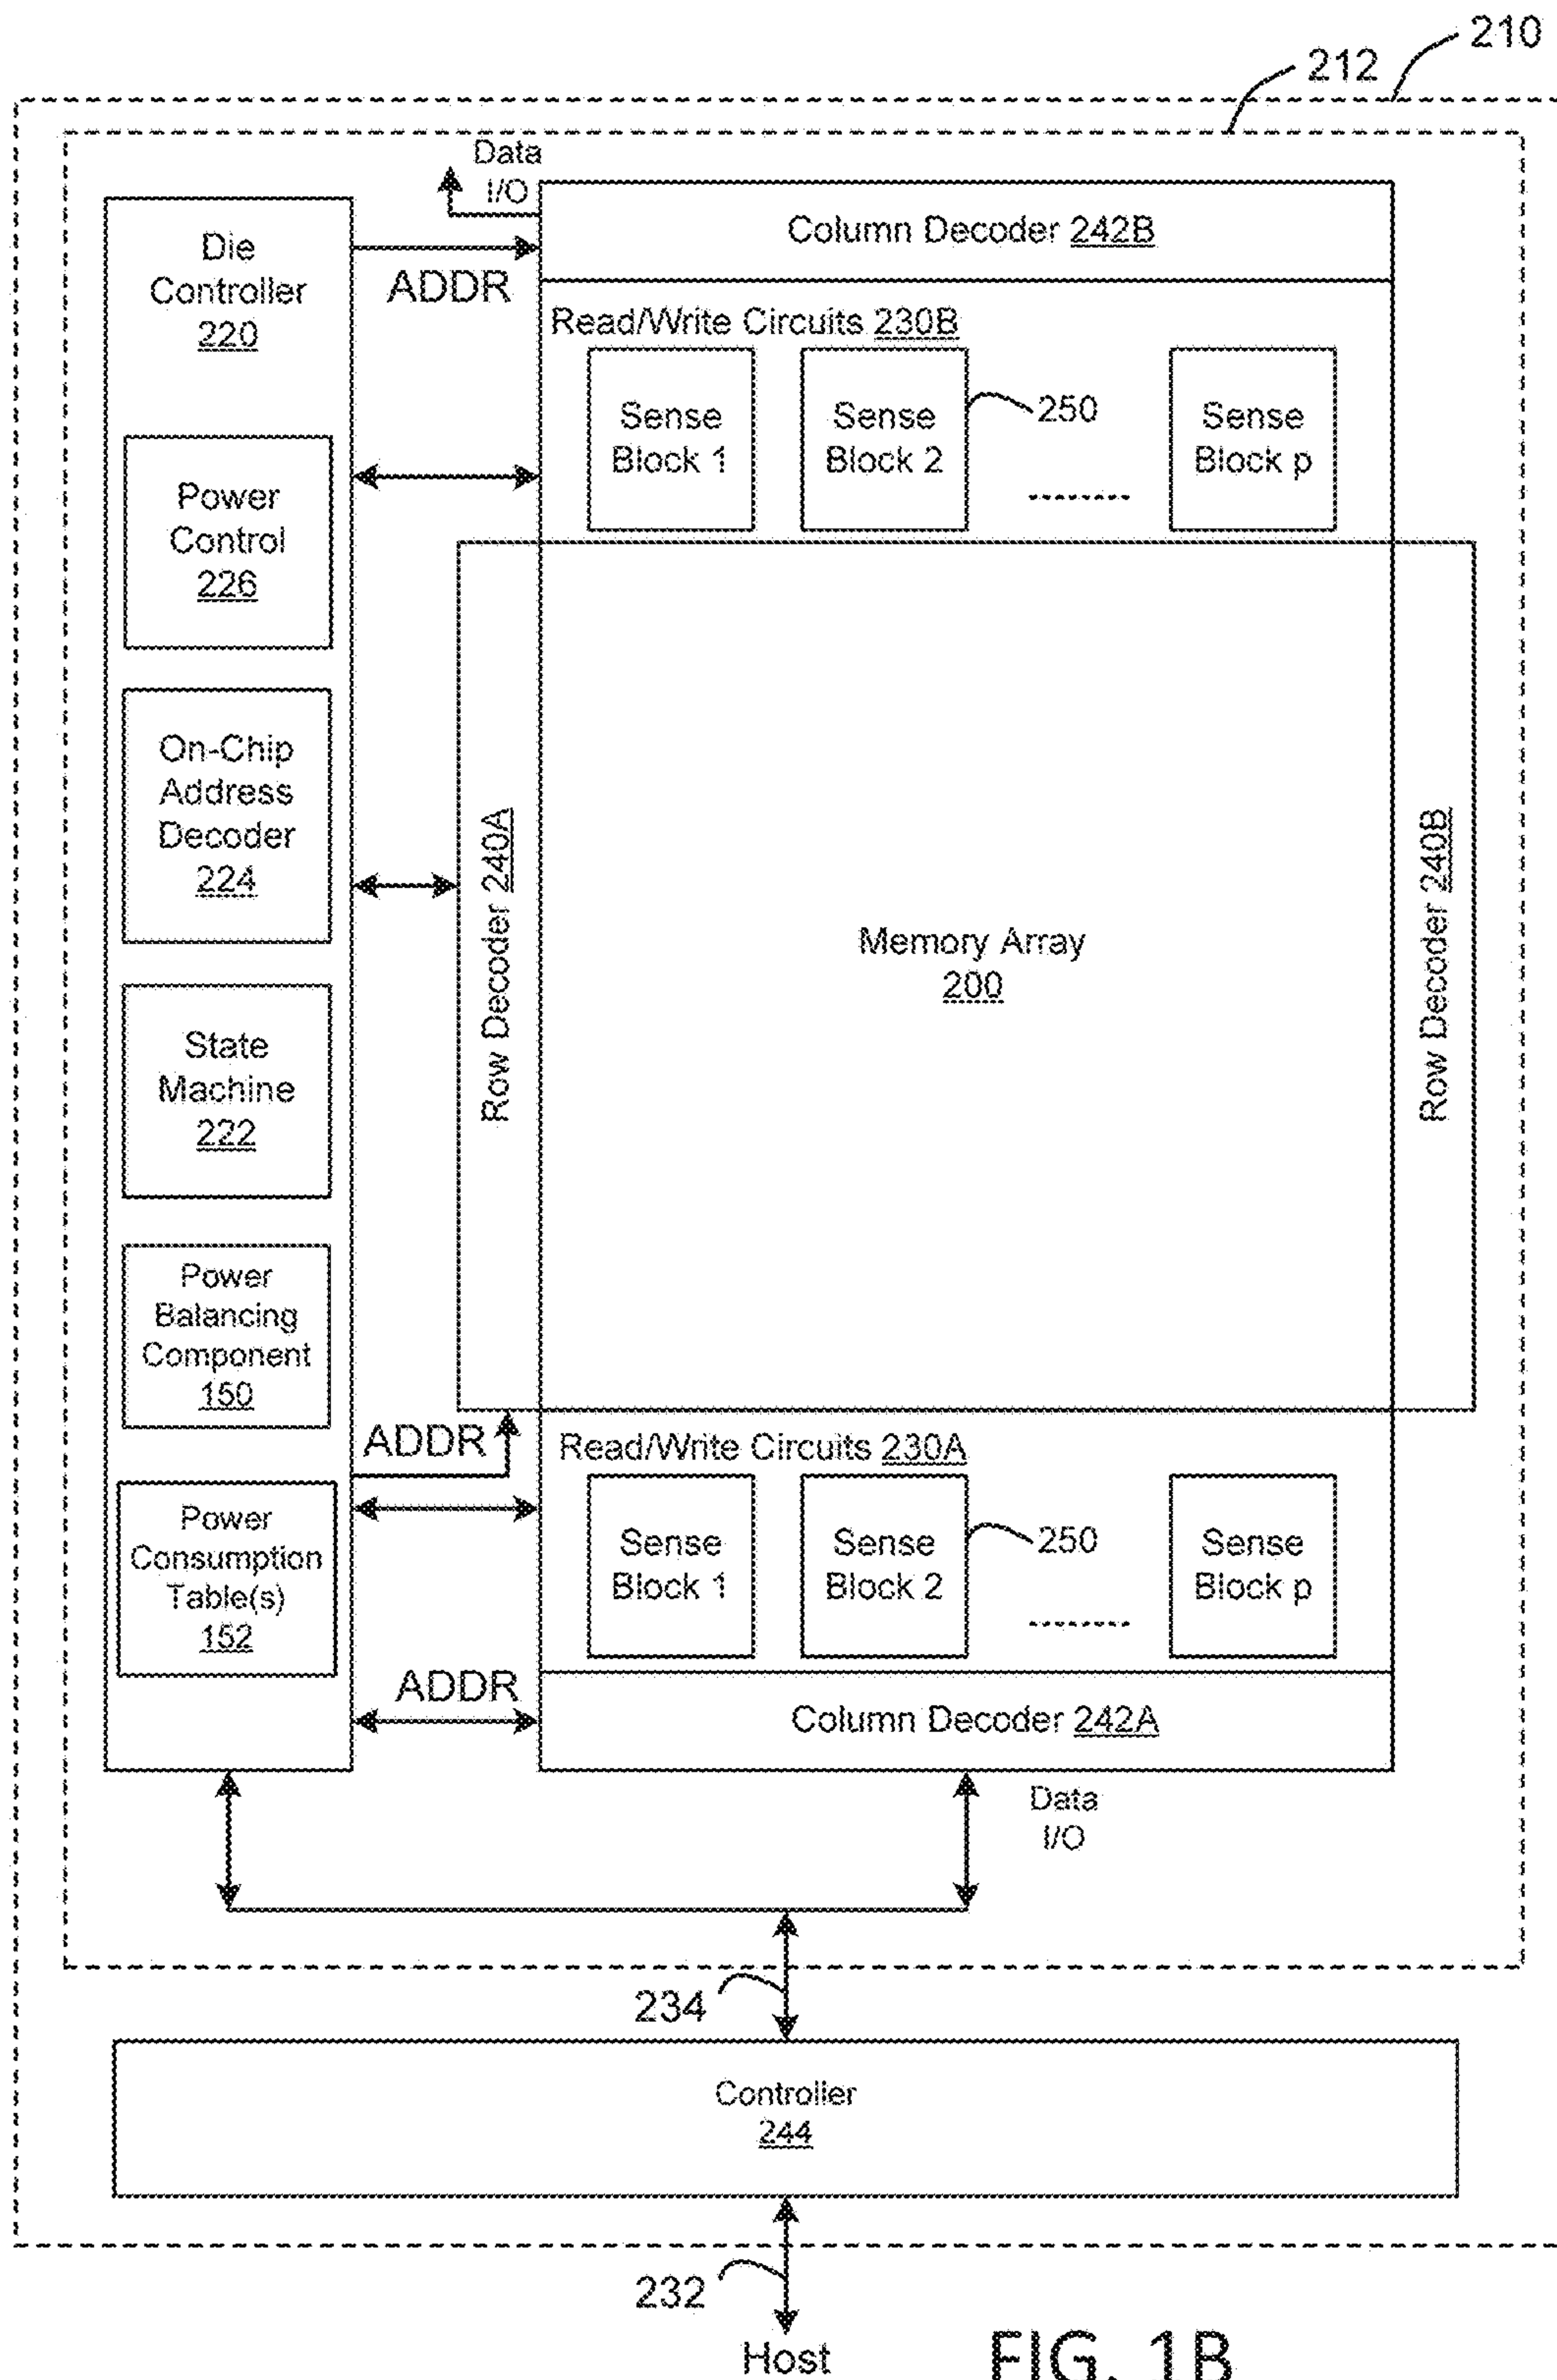 210
212
Data
I/O
Die
Controller
220
ADDR
Column Decoder 242B
Read/Write Circuits 230B
Sense
Block 1
Sense
Block 2
250
Sense
Block p
Power
Control
226
On-Chip
Address
Decoder
224
State
Machine
222
Power
Balancing
Component
150
Power
Consumption
Table(s)
152
Row Decoder 240A
Memory Array
200
Row Decoder 240B
ADDR
Read/Write Circuits 230A
Sense
Block 1
Sense
Block 2
250
Sense
Block p
ADDR
Column Decoder 242A
Data
I/O
234
Controller
244
232
Host
FIG. 1B